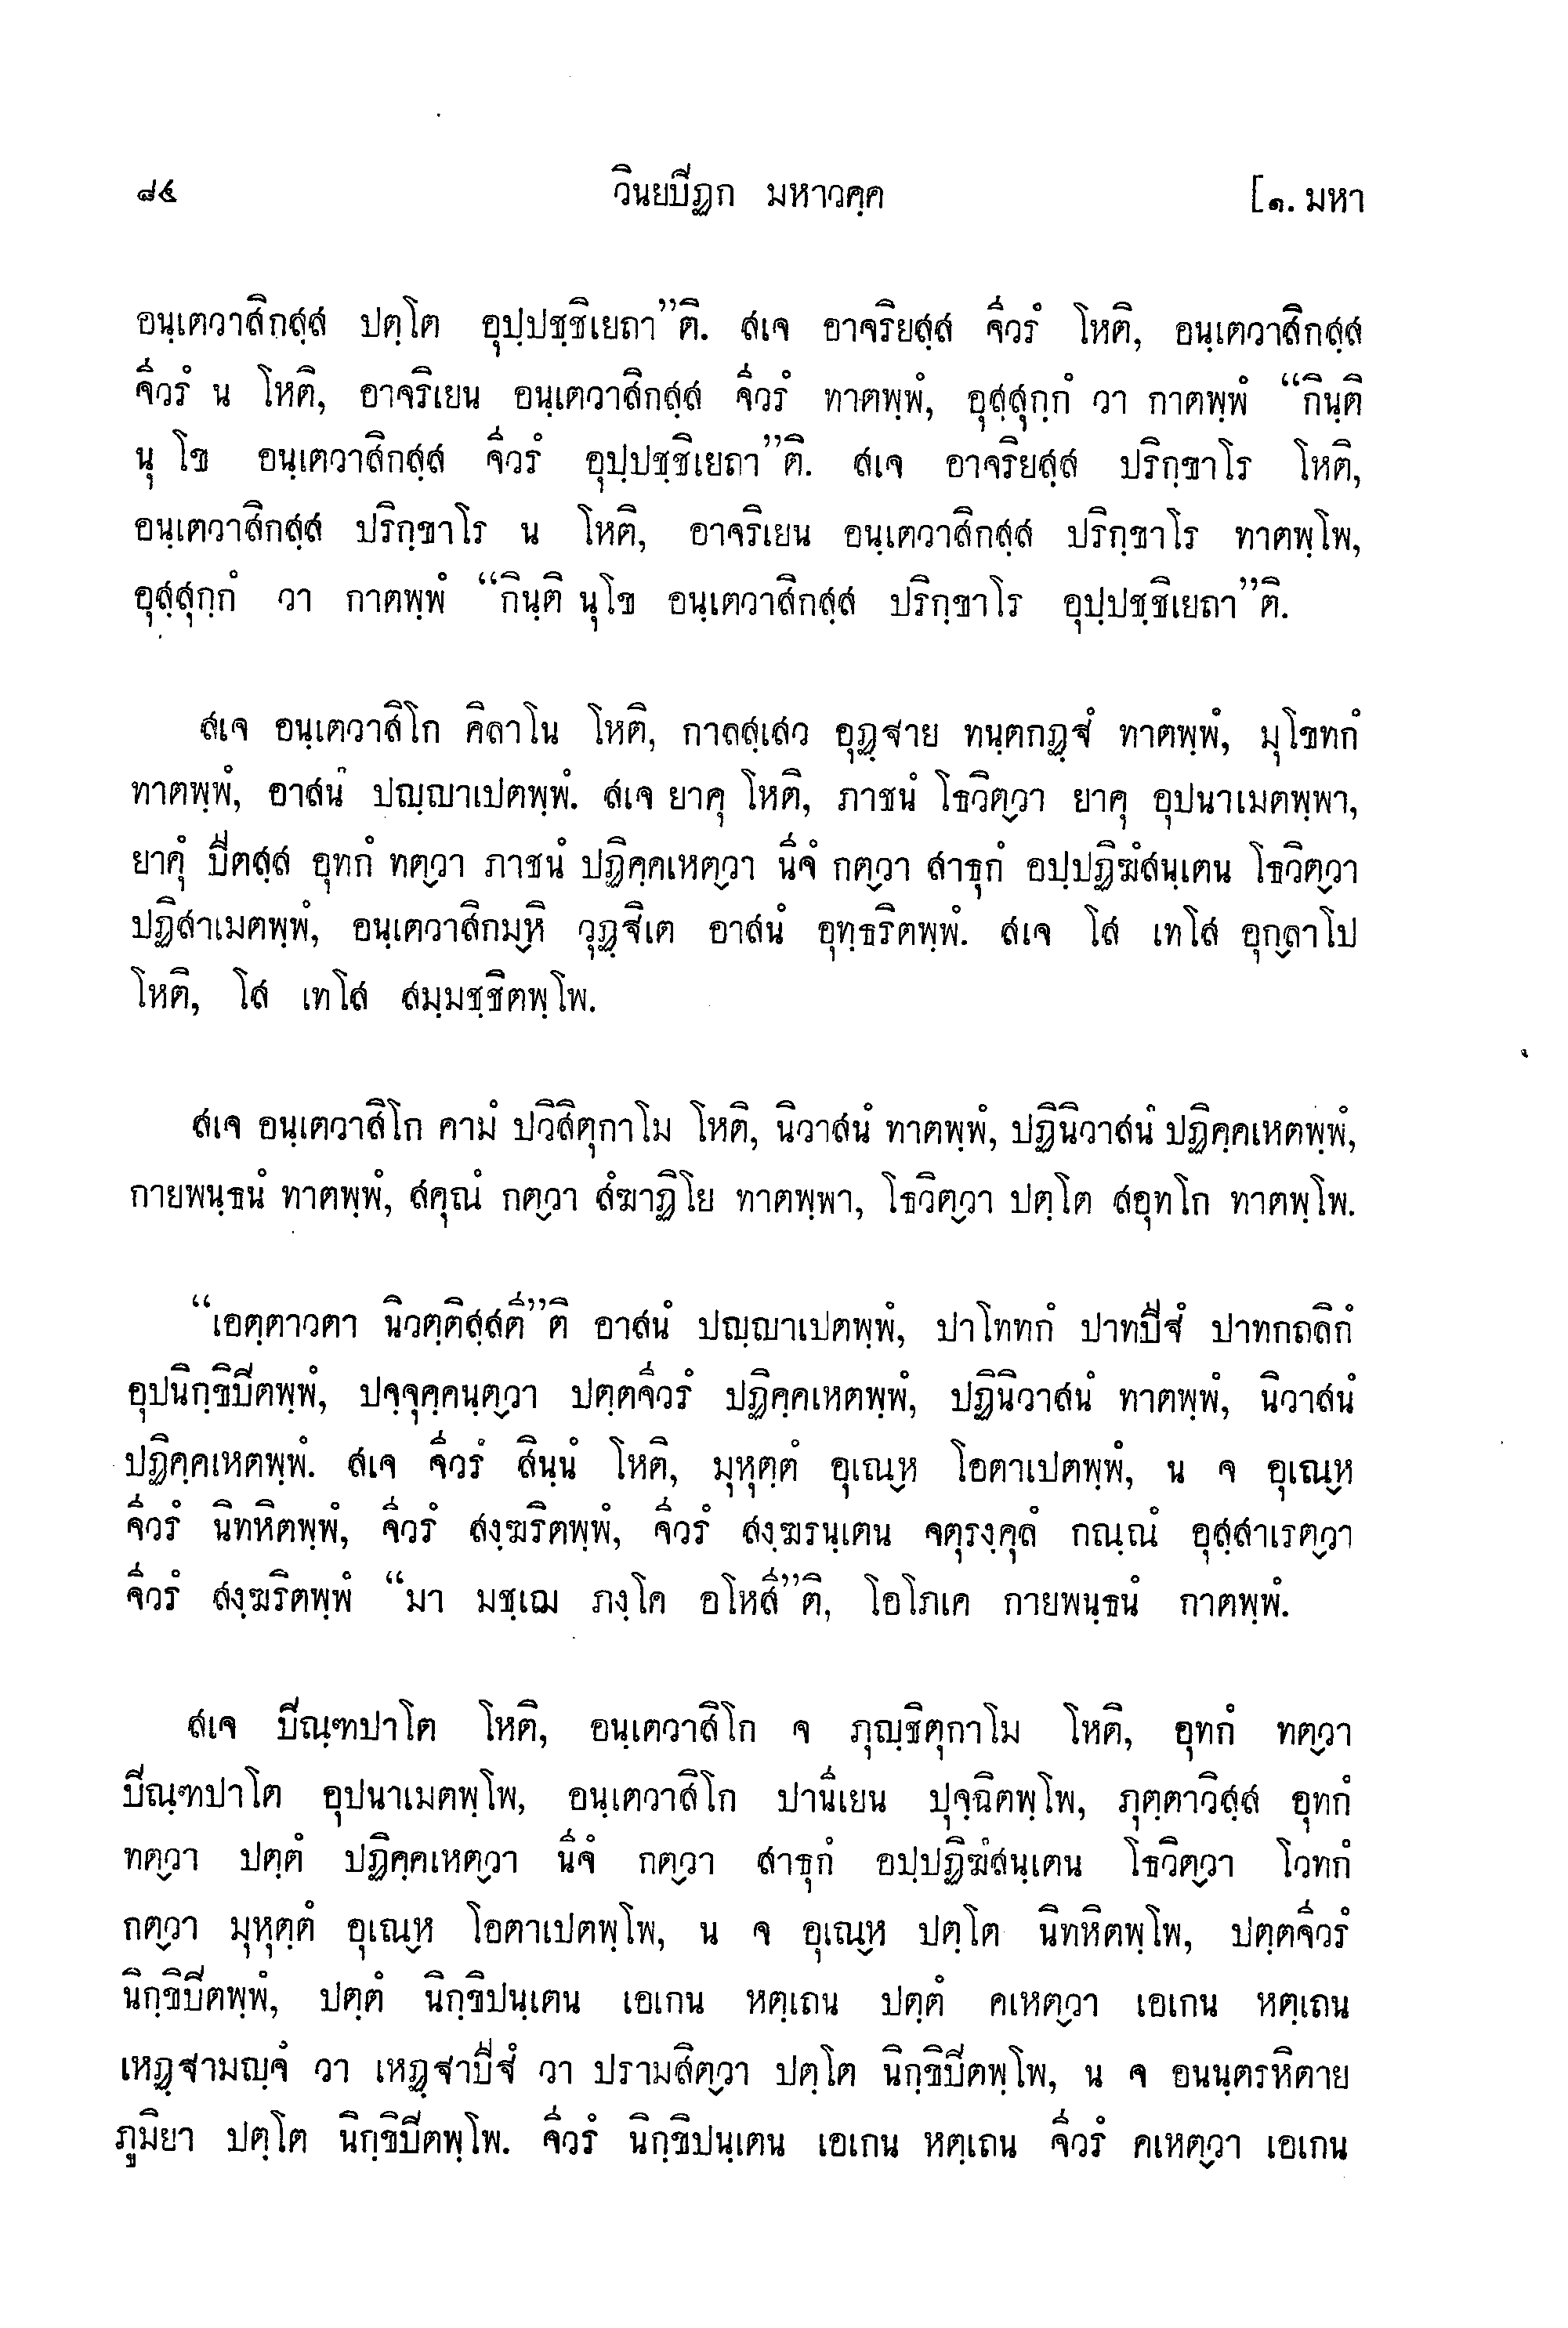 ๘๕ วินยปิฏก มหาวคฺค [๑. มหา
อนฺเตวาสิกสฺส ปตฺโต อุปฺปชฺชิเยถา”ติ. สเจ อาจริยสฺส จีวรํ โหติ, อนฺเตวาสิกสฺส
จีวรํ น โหติ, อาจริเยน อนฺเตวาสิกสฺส จีวรํ ทาตพฺพํ, อุสฺสุกฺกํ วา กาตพฺพํ “กินฺติ
นุ โข อนฺเตวาสิกสฺส จีวรํ อุปฺปชฺชิเยถา”ติ. สเจ อาจริยสฺส ปริกฺขาโร โหติ,
อนฺเตวาสิกสฺส ปริกฺขาโร น โหติ, อาจริเยน อนฺเตวาสิกสฺส ปริกฺขาโร ทาตพฺโพ,
อุสฺสุกฺกํ วา กาตพฺพํ “กินฺติ นุโข อนฺเตวาสิกสฺส ปริกฺขาโร อุปฺปชฺชิเยถา”ติ.
สเจ อนฺเตวาสิโก คิลาโน โหติ, กาลสฺเสว อุฏฺฐาย ทนฺตกฏฺฐํ ทาตพฺพํ, มุโขทกํ
ทาตพฺพํ, อาสนํ ปญฺญาเปตพฺพํ. สเจ ยาคุ โหติ, ภาชนํ โธวิตฺวา ยาคุ อุปนาเมตพฺพา,
ยาคุํ ปีตสฺส อุทกํ ทตฺวา ภาชนํ ปฏิคฺคเหตฺวา นีจํ กตฺวา สาธุกํ อปฺปฏิฆํสนฺเตน โธวิตฺวา
ปฏิสาเมตพฺพํ, อนฺเตวาสิกมฺหิ วุฏฺฐิเต อาสนํ อุทฺธริตพฺพํ. สเจ โส เทโส อุกฺลาโป
โหติ, โส เทโส สมฺมชฺชิตพฺโพ.
สเจ อนฺเตวาสิโก คามํ ปวิสิตุกาโม โหติ, นิวาสนํ ทาตพฺพํ, ปฏินิวาสนํ ปฏิคฺคเหตพฺพํ,
กายพนฺธนํ ทาตพฺพํ, สคุณํ กตฺวา สํฆาฏิโย ทาตพฺพา, โธวิตฺวา ปตฺโต สอุทโก ทาตพฺโพ.
“เอตฺตาวตา นิวตฺติสฺสตี”ติ อาสนํ ปญฺญาเปตพฺพํ, ปาโททกํ ปาทปีฐํ ปาทกถลิกํ
อุปนิกฺขิปิตพฺพํ, ปจฺจุคฺคนฺตฺวา ปตฺตจีวรํ ปฏิคฺคเหตพฺพํ, ปฏินิวาสนํ ทาตพฺพํ, นิวาสนํ
ปฏิคฺคเหตพฺพํ. สเจ จีวรํ สินฺนํ โหติ, มุหุตฺตํ อุเณฺห โอตาเปตพฺพํ, น จ อุเณฺห
จีวรํ นิทหิตพฺพํ, จีวรํ สงฺฆริตพฺพํ, จีวรํ สงฺฆรนฺเตน จตุรงฺคุลํ กณฺณํ อุสฺสาเรตฺวา
จีวรํ สงฺฆริตพฺพํ “มา มชฺเฌ ภงฺโค อโหสี”ติ, โอโภเค กายพนฺธนํ กาตพฺพํ.
สเจ ปิณฺฑปาโต โหติ, อนฺเตวาสิโก จ ภุญฺชิตุกาโม โหติ, อุทกํ ทตฺวา
ปิณฺฑปาโต อุปนาเมตพฺโพ, อนฺเตวาสิโก ปานีเยน ปุจฺฉิตพฺโพ, ภุตฺตาวิสฺส อุทกํ
ทตฺวา ปตฺตํ ปฏิคฺคเหตฺวา นีจํ กตฺวา สาธุกํ อปฺปฏิฆํสนฺเตน โธวิตฺวา โวทกํ
กตฺวา มุหุตฺตํ อุเณฺห โอตาเปตพฺโพ, น จ อุเณฺห ปตฺโต นิทหิตพฺโพ, ปตฺตจีวรํ
นิกฺขิปิตพฺพํ, ปตฺตํ นิกฺขิปนฺเตน เอเกน หตฺเถน ปตฺตํ คเหตฺวา เอเกน หตฺเถน
เหฏฺฐามญฺจํ วา เหฏฺฐาปีฐํ วา ปรามสิตฺวา ปตฺโต นิกฺขิปิตพฺโพ, น จ อนนฺตรหิตาย
ภูมิยา ปตฺโต นิกฺขิปิตพฺโพ. จีวรํ นิกฺขิปนฺเตน เอเกน หตฺเถน จีวรํ คเหตฺวา เอเกน